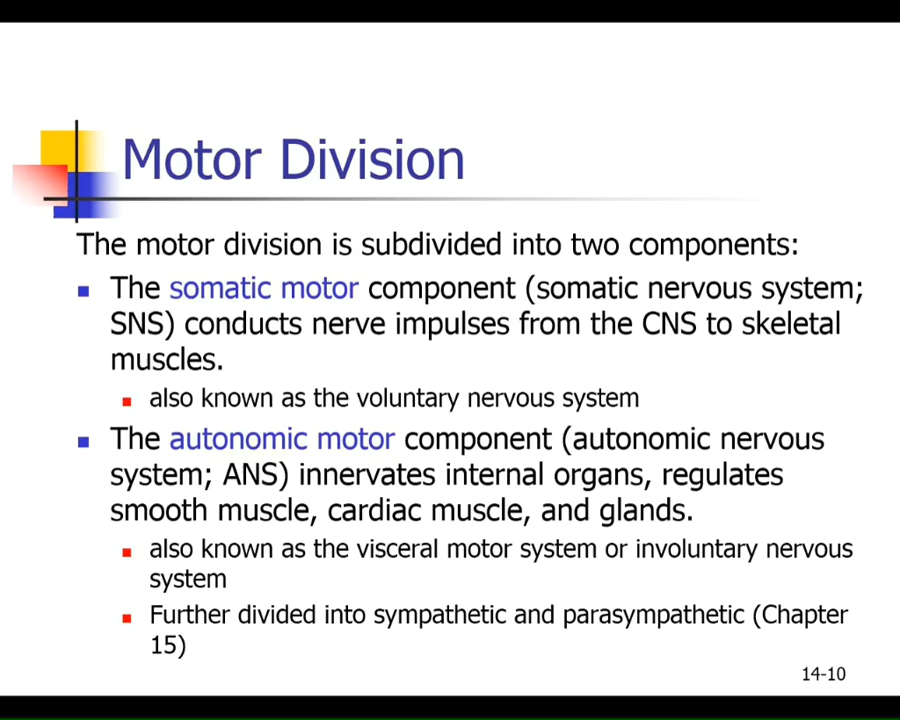 Motor Division
The motor division is subdivided into two components:
The somatic motor component (somatic nervous system;
SNS) conducts nerve impulses from the CNS to skeletal
muscles.
also known as the voluntary nervous system
The autonomic motor component (autonomic nervous
system; ANS) innervates internal organs, regulates
smooth muscle, cardiac muscle, and glands.
also known as the visceral motor system or involuntary nervous
system
Further divided into sympathetic and parasympathetic (Chapter
15)
14-10